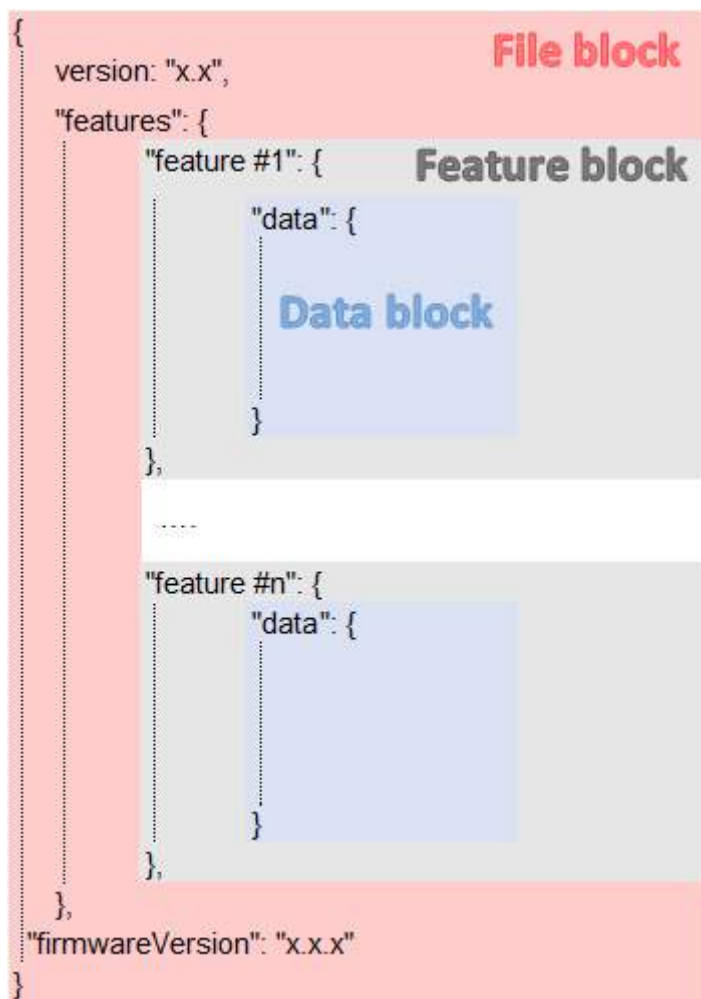 {
File block
version: "x.x",
"features": {
"feature #1": {
Feature block
"data": {
Data block
}
},
....
"feature #n": {
"data": {
}
},
},
"firmwareVersion": "x.x.x"
}